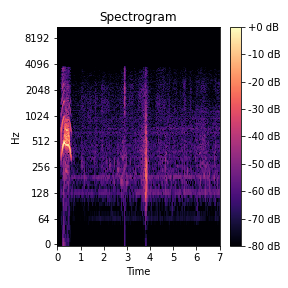 Spectrogram
+0 dB
8192
-10 dB
4096
2048
-20 dB
1024
-30 dB
Hz
512
-40 dB
256
-50 dB
128
-60 dB
64
-70 dB
0
-80 dB
0 1 2 3 4 5 6 7
Time